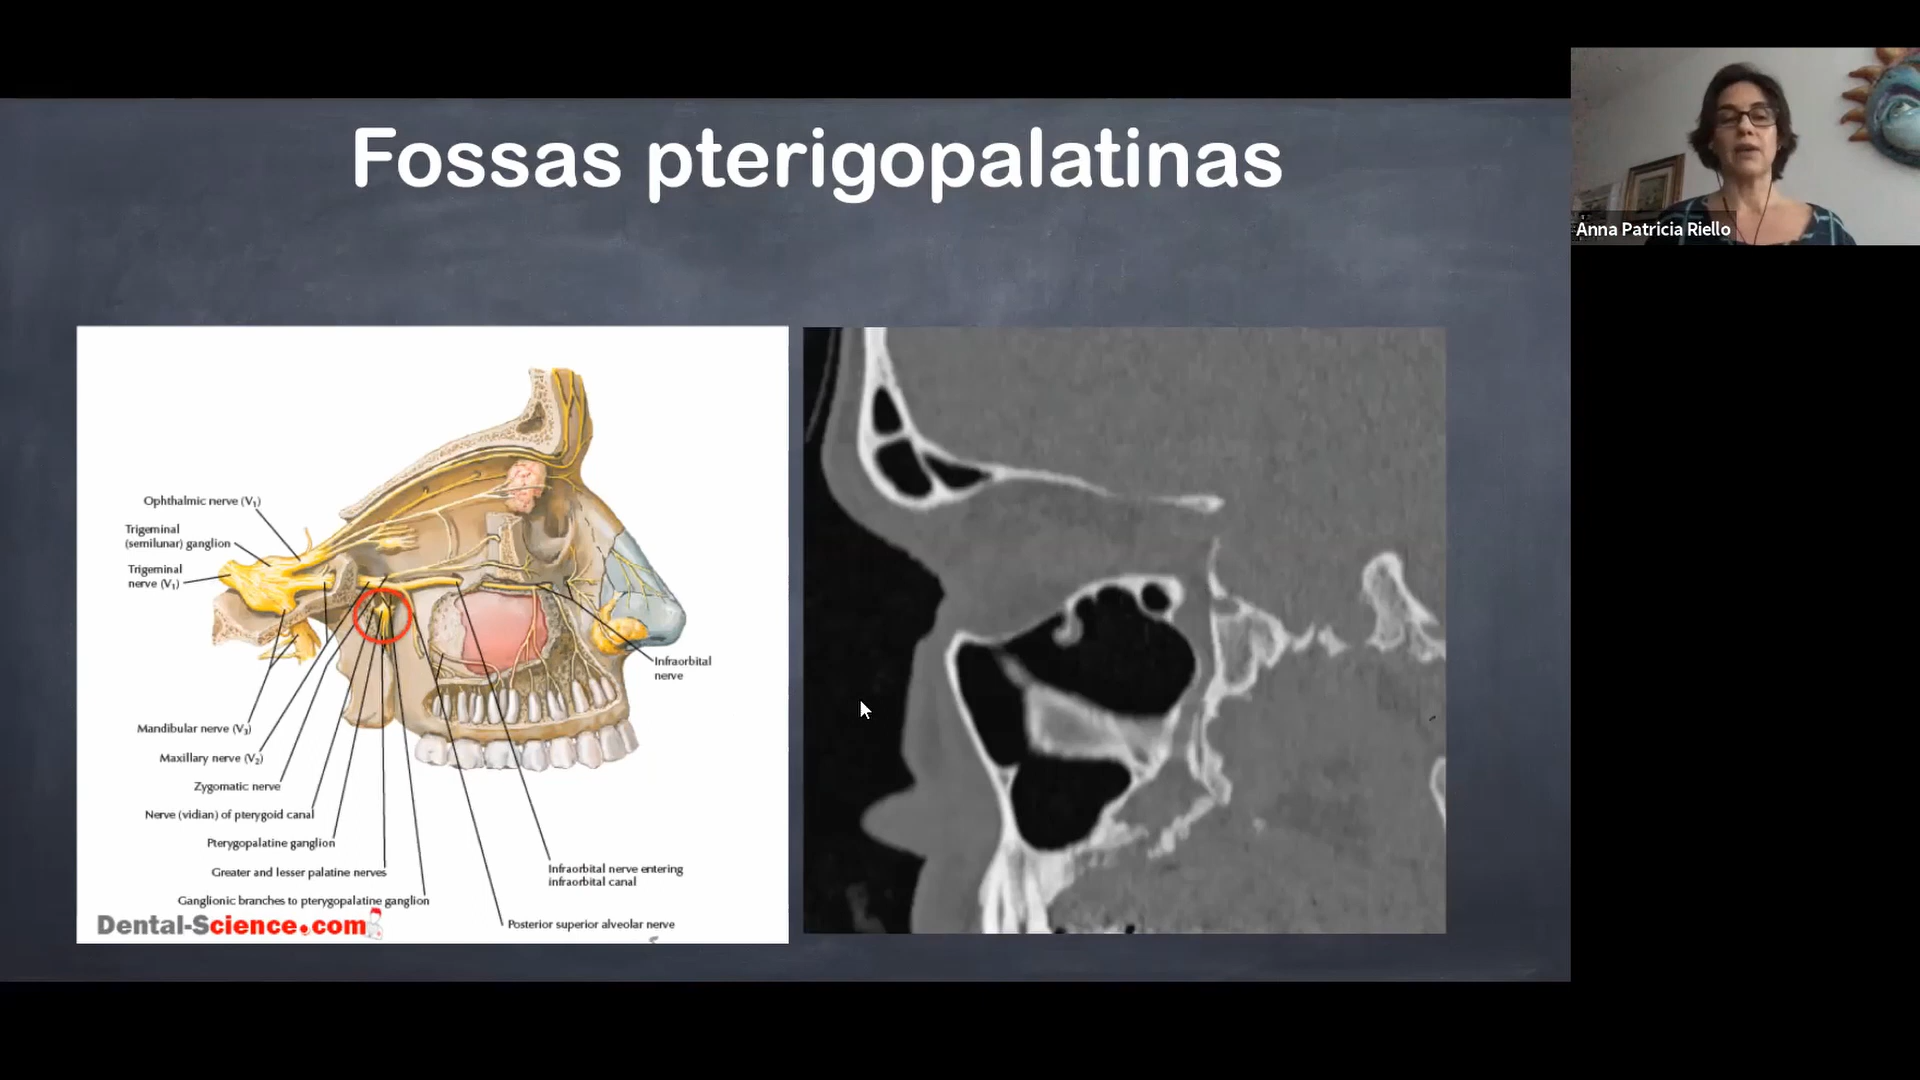 Fossas pterigopalatinas
Anna Patricia Riello
Ophthalmic nerve (V₁)
Trigeminal
(semilunar) ganglion
Trigeminal
nerve (V₁)
Infraorbital
nerve
Mandibular nerve (V₃)
Maxillary nerve (V₂)
Zygomatic nerve
Nerve (vidian) of pterygoid canal
Pterygopalatine ganglion
Greater and lesser palatine nerves
Ganglionic branches to pterygopalatine ganglion
Infraorbital nerve entering
infraorbital canal
Posterior superior alveolar nerve
Dental-Science.com